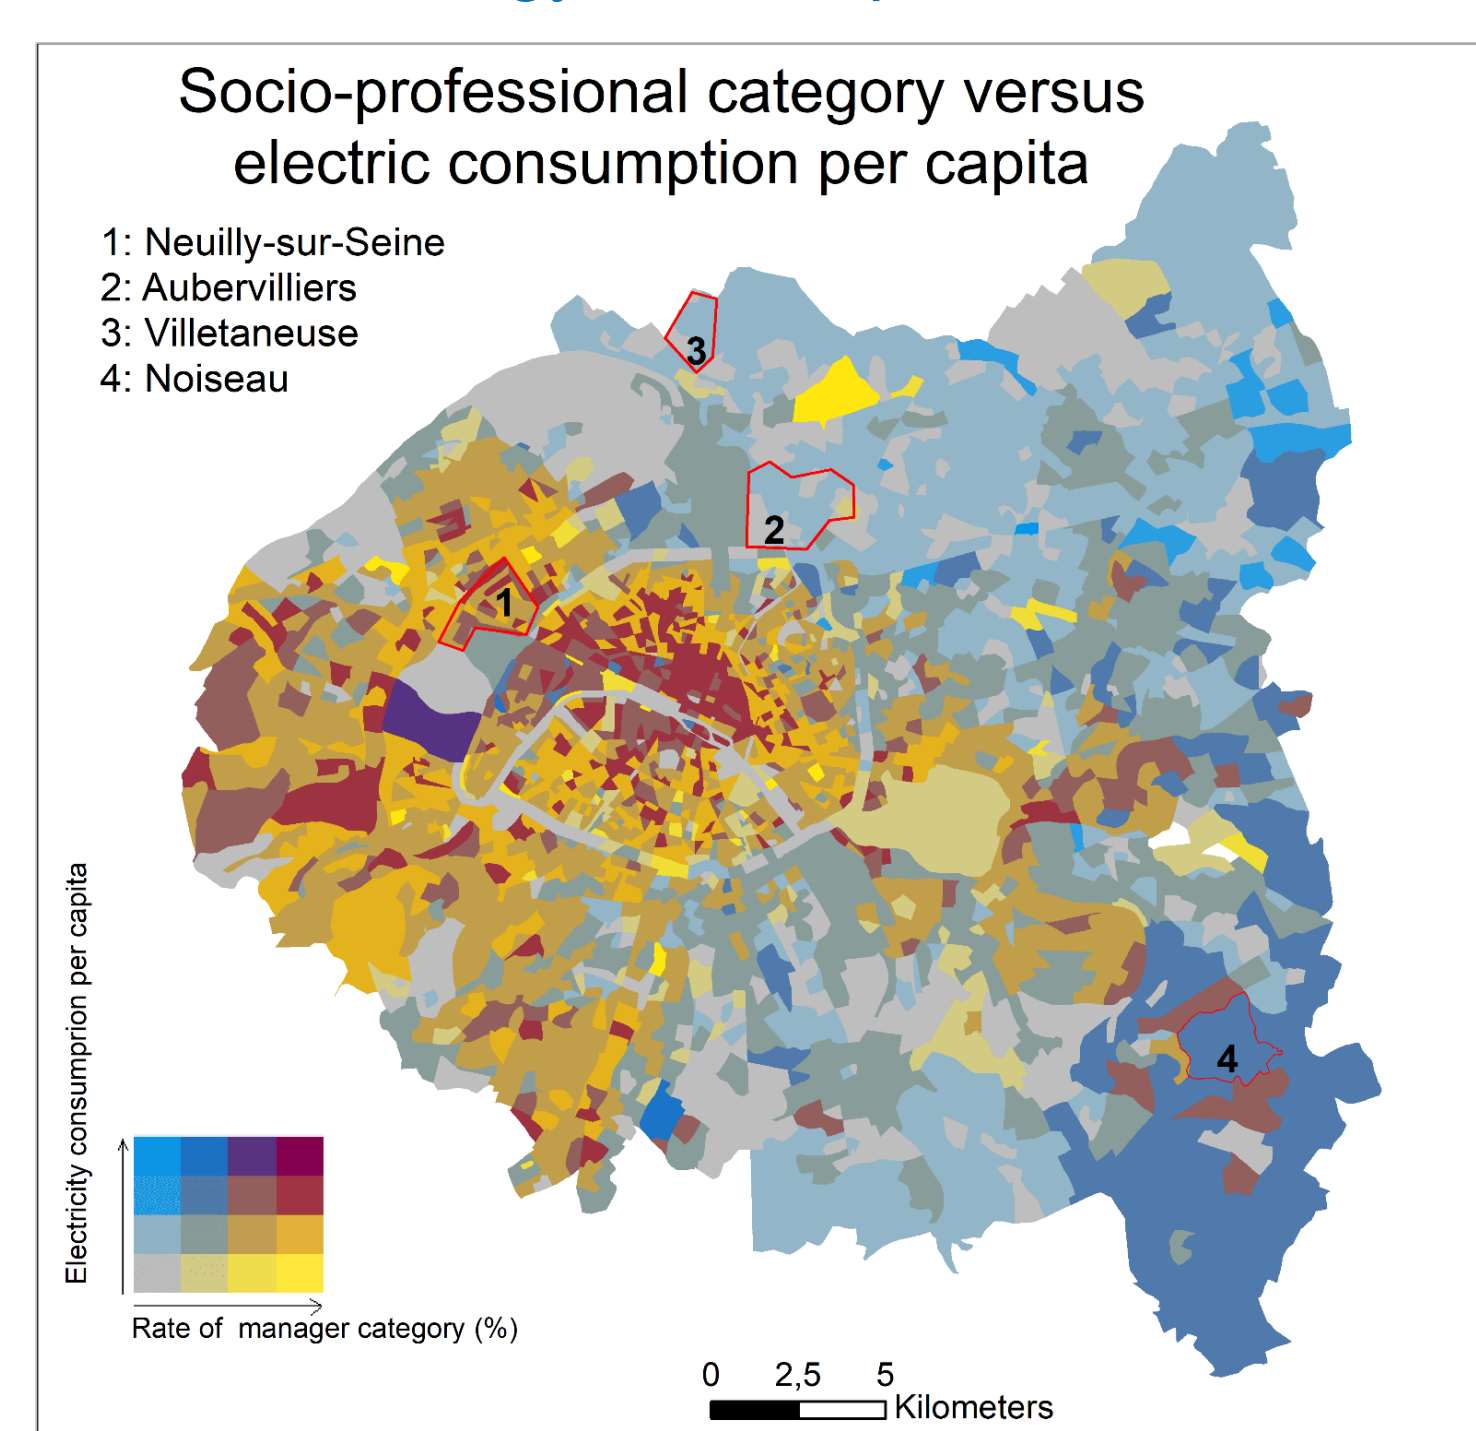 Socio-professional category versus
electric consumption per capita
1: Neuilly-sur-Seine
2: Aubervilliers
3: Villetaneuse
4: Noiseau
3
2
1
4
Electricity consumprion per capita
Rate of manager category (%)
0 2,5 5
Kilometers